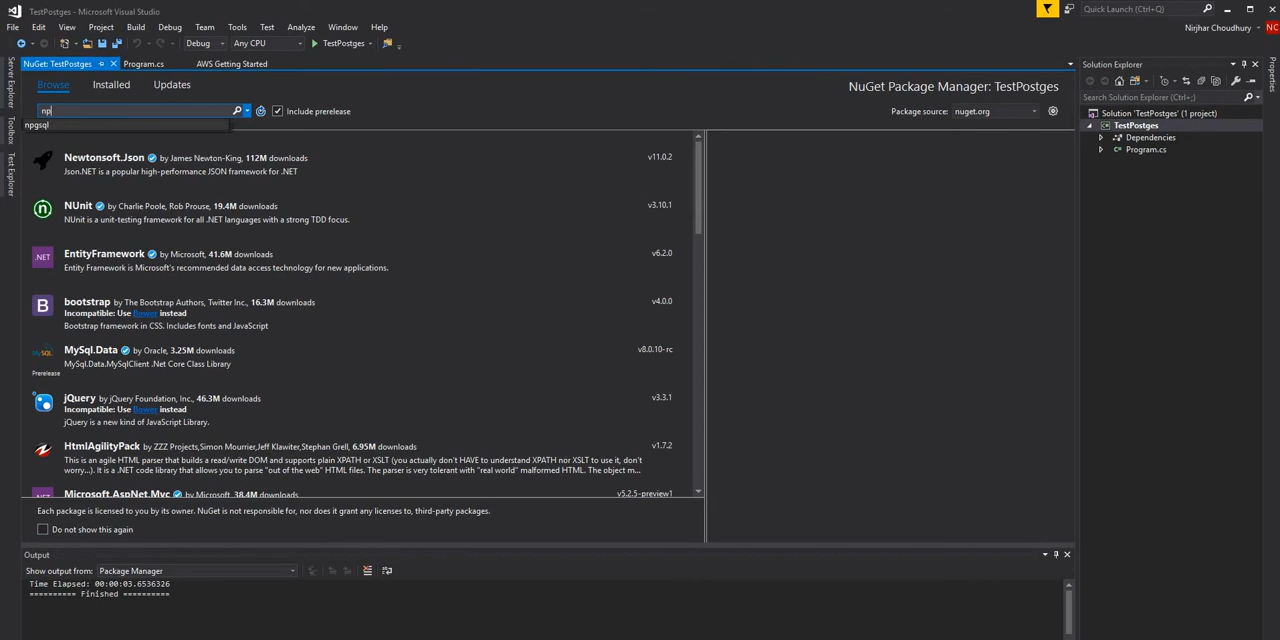 TestPostges - Microsoft Visual Studio
Quick Launch (Ctrl+Q)
File Edit View Project Build Debug Team Tools Test Analyze Window Help
Nirjhar Choudhury NC
Debug Any CPU TestPostges
NuGet: TestPostges Program.cs AWS Getting Started
Server Explorer
Toolbox
Test Explorer
Browse Installed Updates
NuGet Package Manager: TestPostges
np
Include prerelease
Package source: nuget.org
npgsql
Newtonsoft.Json by James Newton-King, 112M downloads v11.0.2
Json.NET is a popular high-performance JSON framework for .NET
NUnit by Charlie Poole, Rob Prouse, 19.4M downloads v3.10.1
NUnit is a unit-testing framework for all .NET languages with a strong TDD focus.
.NET
EntityFramework by Microsoft, 41.6M downloads v6.2.0
Entity Framework is Microsoft's recommended data access technology for new applications.
B
bootstrap by The Bootstrap Authors, Twitter Inc., 16.3M downloads v4.0.0
Incompatible: Use Bower instead
Bootstrap framework in CSS. Includes fonts and JavaScript
MySQL
MySql.Data by Oracle, 3.25M downloads v8.0.10-rc
MySql.Data.MySqlClient .Net Core Class Library
Prerelease
jQuery by jQuery Foundation, Inc., 46.3M downloads v3.3.1
Incompatible: Use Bower instead
jQuery is a new kind of JavaScript Library.
HtmlAgilityPack by ZZZ Projects,Simon Mourrier,Jeff Klawiter,Stephan Grell, 6.95M downloads v1.7.2
This is an agile HTML parser that builds a read/write DOM and supports plain XPATH or XSLT (you actually don't HAVE to understand XPATH nor XSLT to use it, don't
worry...). It is a .NET code library that allows you to parse "out of the web" HTML files. The parser is very tolerant with "real world" malformed HTML. The object m...
.NET
Microsoft.AspNet.Mvc by Microsoft, 38.4M downloads v5.2.5-preview1
Each package is licensed to you by its owner. NuGet is not responsible for, nor does it grant any licenses to, third-party packages.
Do not show this again
Output
Show output from: Package Manager
Time Elapsed: 00:00:03.6536326
========== Finished ==========
Solution Explorer
Search Solution Explorer (Ctrl+;)
Solution 'TestPostges' (1 project)
TestPostges
Dependencies
Program.cs
Properties